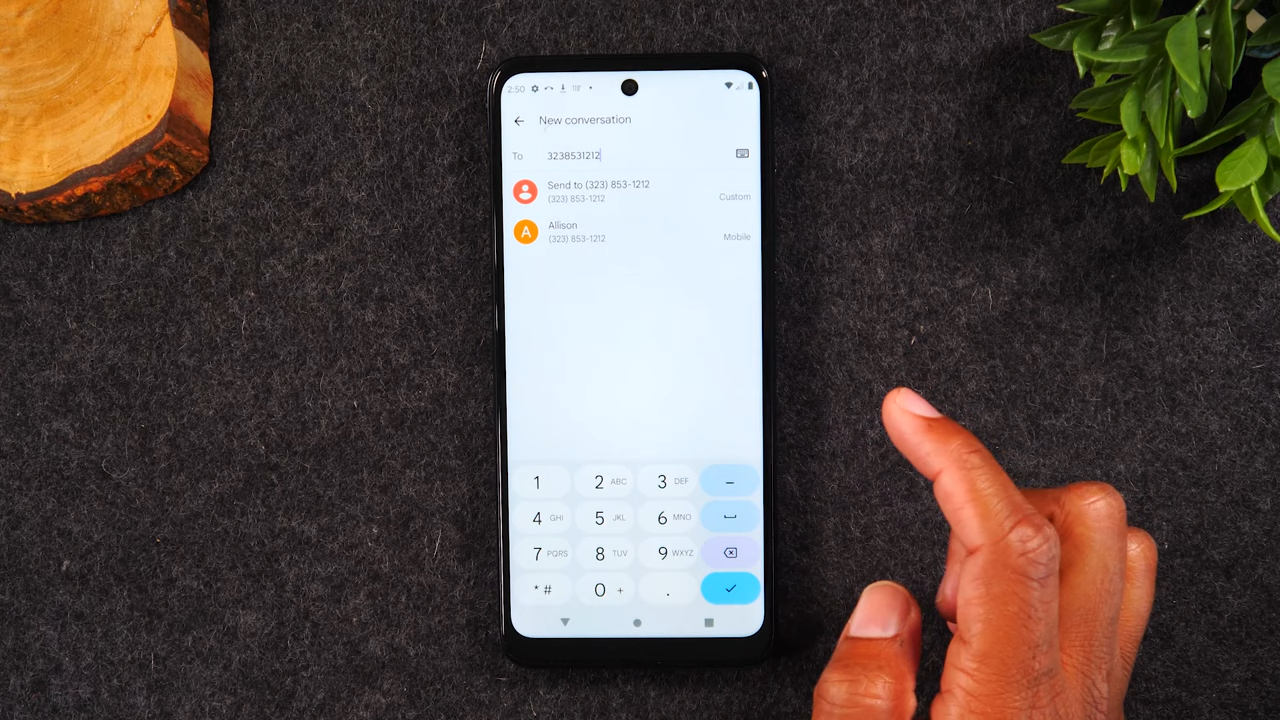 2:50
New conversation
To 3238531212
Send to (323) 853-1212
(323) 853-1212 Custom
Allison
A
(323) 853-1212 Mobile
1 2 ABC 3 DEF –
4 GHI 5 JKL 6 MNO
7 PQRS 8 TUV 9 WXYZ
* # 0 + .